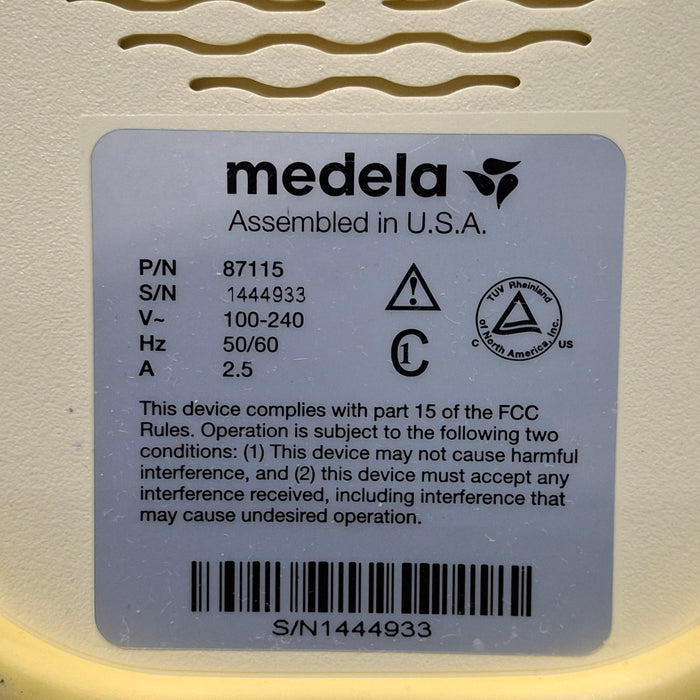 medela
Assembled in U.S.A.
P/N 87115
S/N 1444933
V~ 100-240
Hz 50/60
A 2.5
1
TUV Rheinland
of North America, Inc.
C US
This device complies with part 15 of the FCC
Rules. Operation is subject to the following two
conditions: (1) This device may not cause harmful
interference, and (2) this device must accept any
interference received, including interference that
may cause undesired operation.
S/N1444933